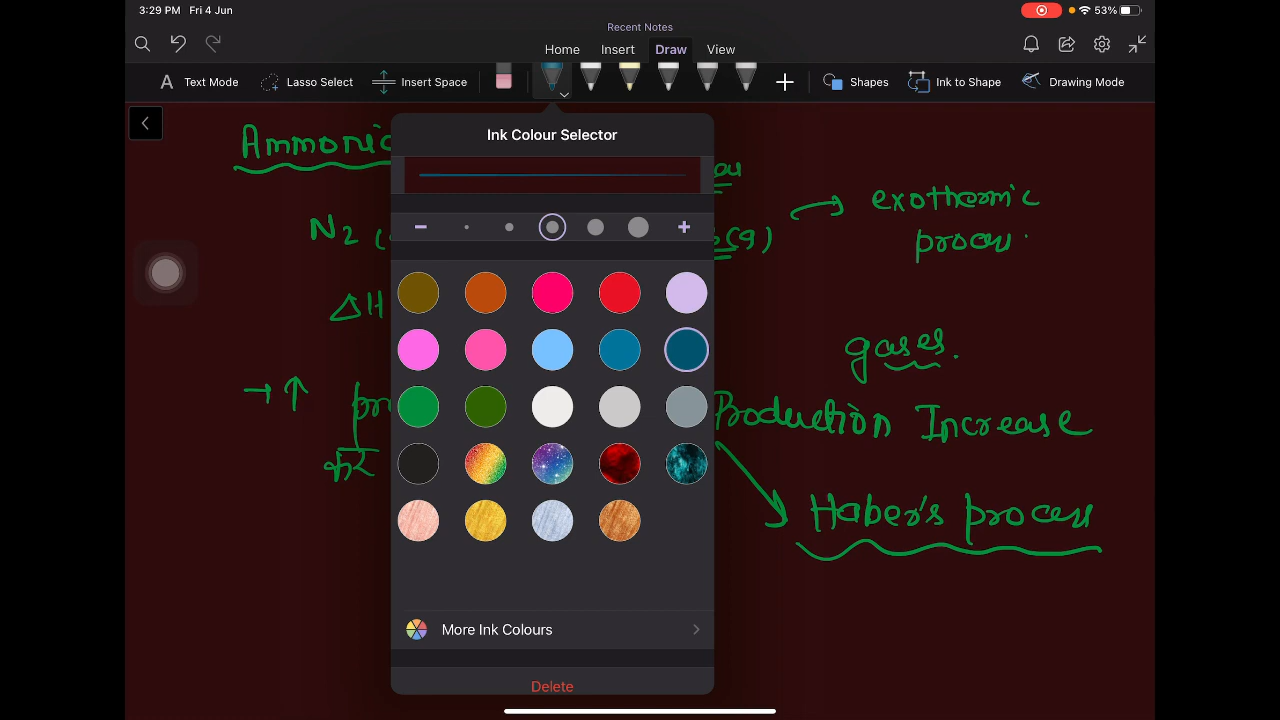 3:29 PM Fri 4 Jun
53%
Recent Notes
Home Insert Draw View
Text Mode Lasso Select Insert Space Shapes Ink to Shape Drawing Mode
Ink Colour Selector
More Ink Colours
Delete
Ammonia
N2 (
(g)
→ exothermic
process
ΔH
gases.
→ ↑
Production Increase
Haber's process